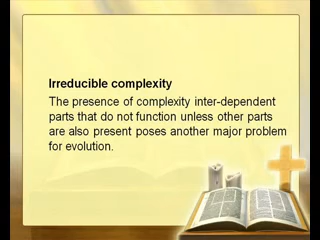 Irreducible complexity
The presence of complexity inter-dependent
parts that do not function unless other parts
are also present poses another major problem
for evolution.